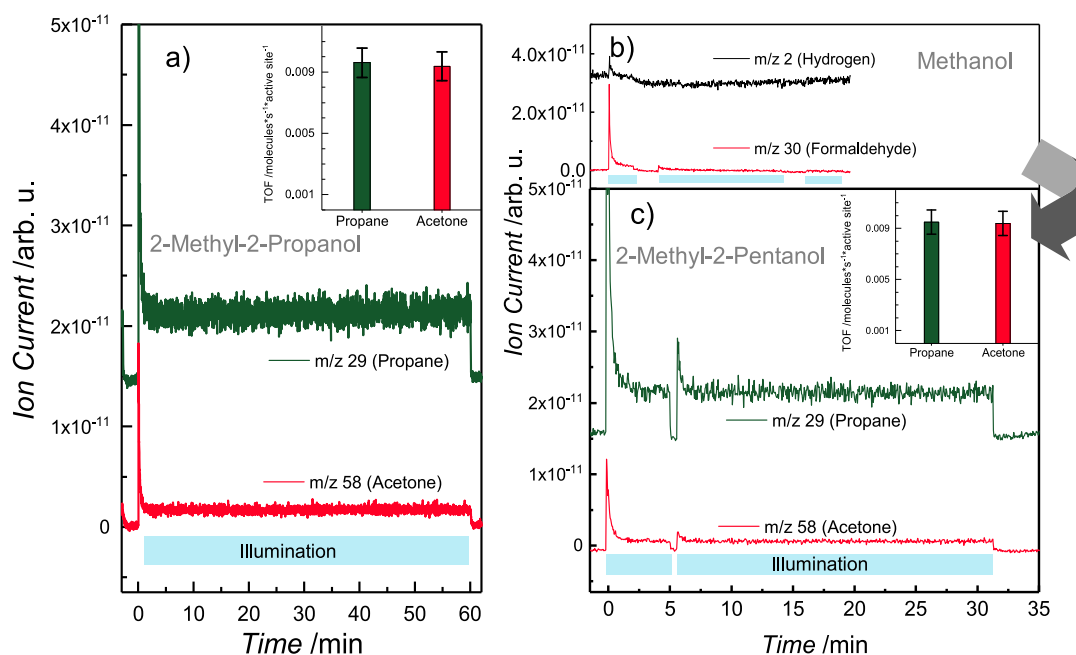 a)
2-Methyl-2-Propanol
Ion Current /arb. u.
5x10-11
4x10-11
3x10-11
2x10-11
1x10-11
0
m/z 29 (Propane)
m/z 58 (Acetone)
Illumination
0 10 20 30 40 50 60
Time /min
TOF /molecules*s-1*active site-1
0.009
0.005
0.001
Propane Acetone
b)
Methanol
4.0x10-11
3.0x10-11
0.0
m/z 2 (Hydrogen)
m/z 30 (Formaldehyde)
c)
2-Methyl-2-Pentanol
Ion Current /arb. u.
5x10-11
4x10-11
3x10-11
2x10-11
1x10-11
0
m/z 29 (Propane)
m/z 58 (Acetone)
Illumination
0 5 10 15 20 25 30 35
Time /min
TOF /molecules*s-1*active site-1
0.009
0.005
0.001
Propane Acetone